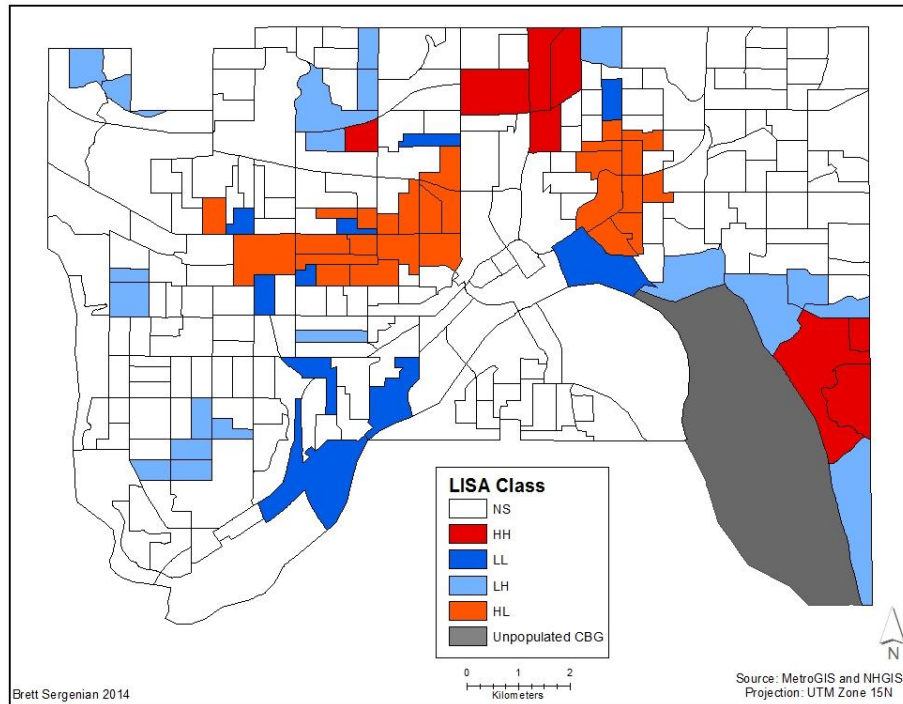 LISA Class
NS
HH
LL
LH
HL
Unpopulated CBG
0 1 2
Kilometers
N
Brett Sergenian 2014
Source: MetroGIS and NHGIS
Projection: UTM Zone 15N